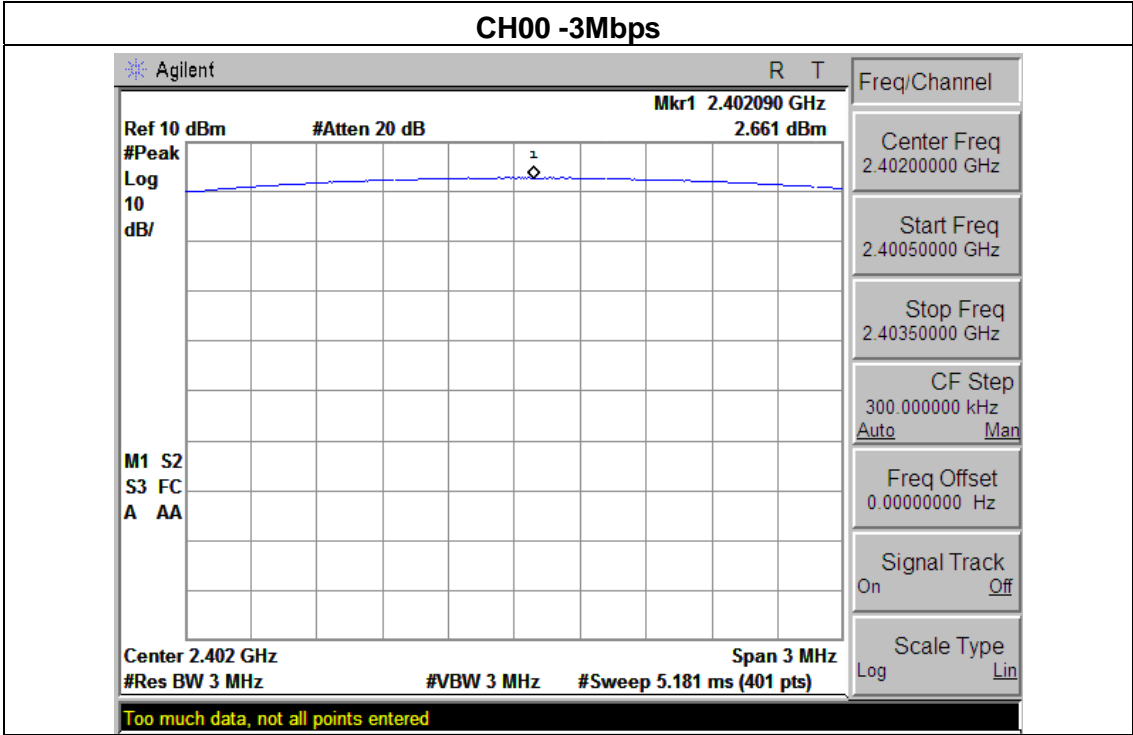 CH00 -3Mbps
Agilent R T
Mkr1 2.402090 GHz
Ref 10 dBm #Atten 20 dB 2.661 dBm
#Peak
Log
10
dB/
1
M1 S2
S3 FC
A AA
Center 2.402 GHz Span 3 MHz
#Res BW 3 MHz #VBW 3 MHz #Sweep 5.181 ms (401 pts)
Too much data, not all points entered
Freq/Channel
Center Freq
2.40200000 GHz
Start Freq
2.40050000 GHz
Stop Freq
2.40350000 GHz
CF Step
300.000000 kHz
Auto Man
Freq Offset
0.00000000 Hz
Signal Track
On Off
Scale Type
Log Lin